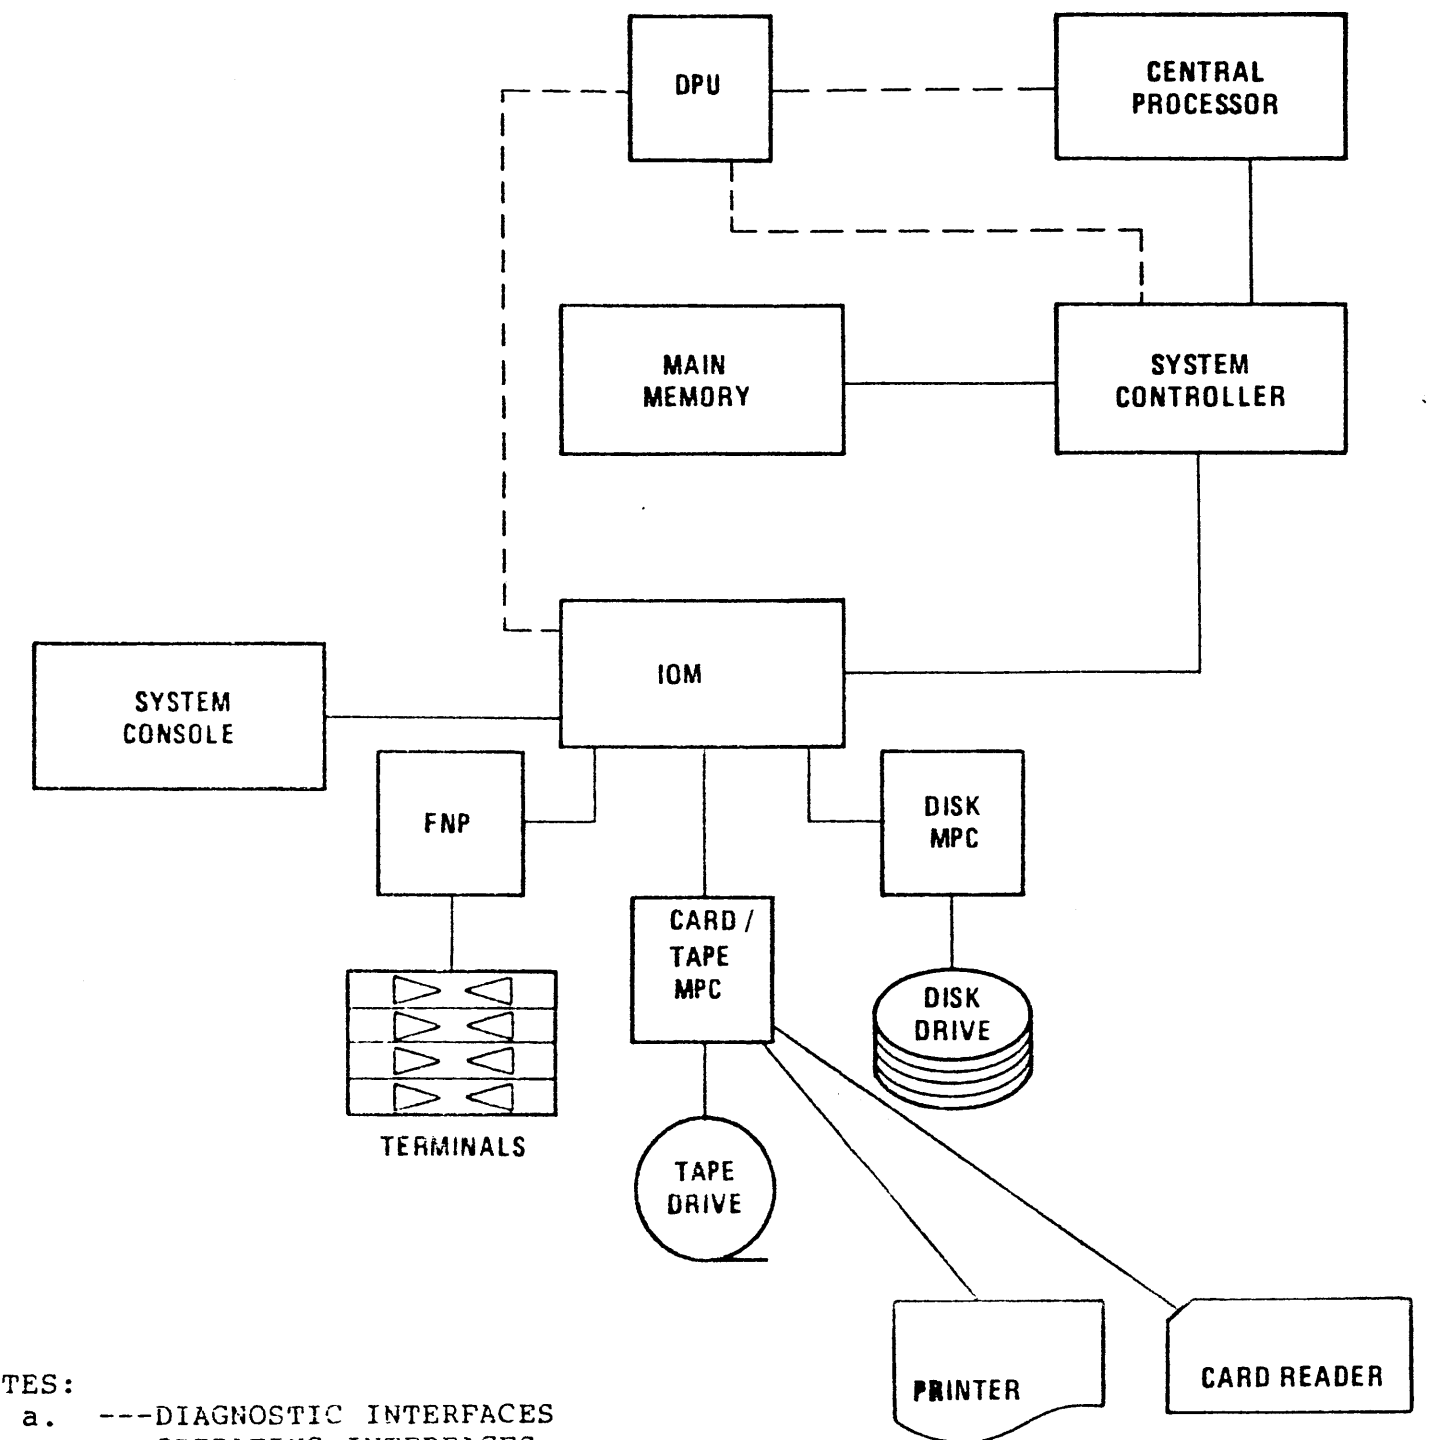 DPU
CENTRAL
PROCESSOR
MAIN
MEMORY
SYSTEM
CONTROLLER
IOM
SYSTEM
CONSOLE
FNP
DISK
MPC
CARD /
TAPE
MPC
DISK
DRIVE
TERMINALS
TAPE
DRIVE
PRINTER
CARD READER
TES:
a. ---DIAGNOSTIC INTERFACES
INTERFACES